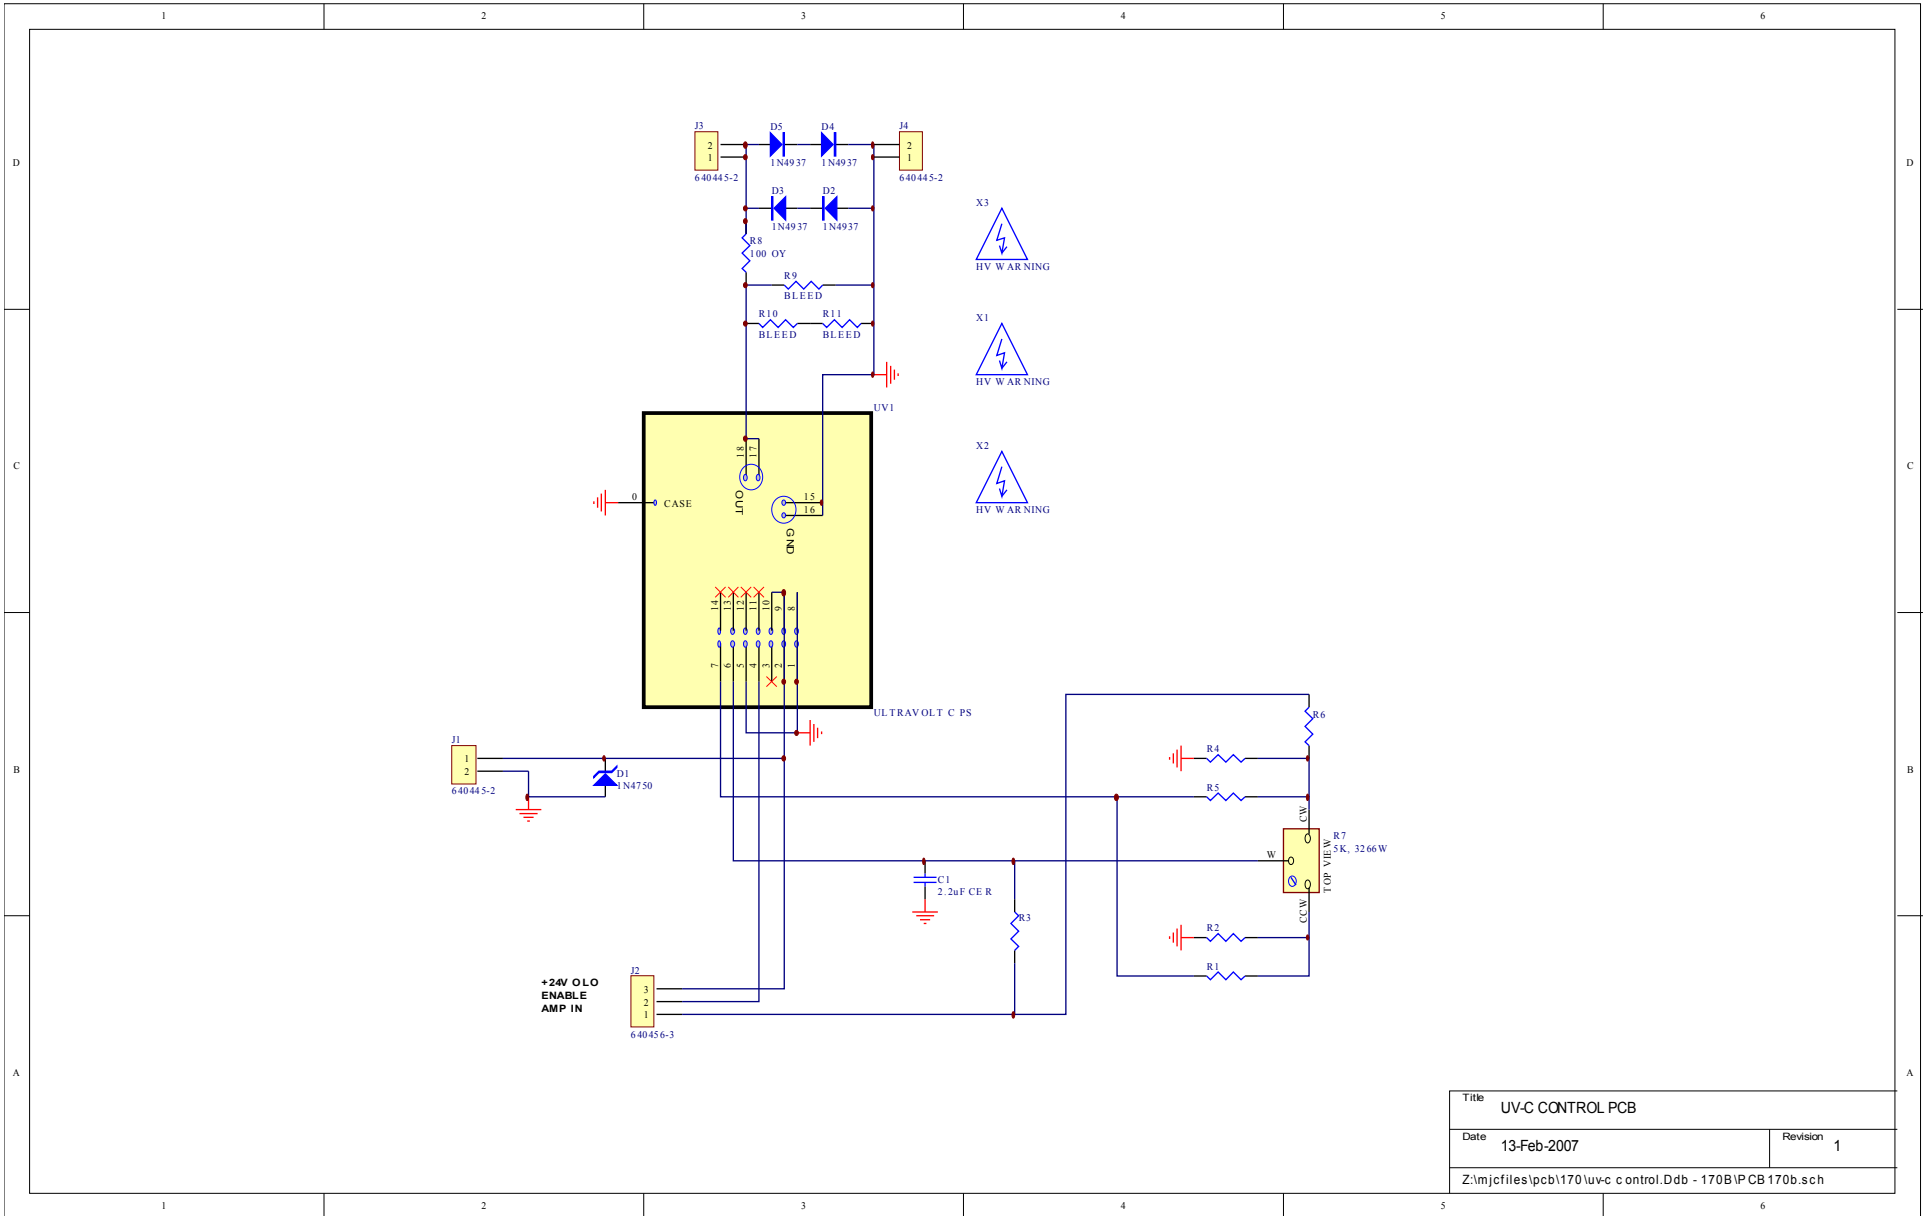 1 2 3 4 5 6
D D
C C
B B
A A
J3
2
1
640445-2
D5
1N4937
D4
1N4937
J4
2
1
640445-2
D3
1N4937
D2
1N4937
R8
100 OY
R9
BLEED
R10
BLEED
R11
BLEED
X3
HV WARNING
X1
HV WARNING
X2
HV WARNING
UV1
18
17
OUT
15
16
GND
0
CASE
14
13
12
11
10
9
8
7
6
5
4
3
2
1
ULTRAVOLT C PS
J1
1
2
640445-2
D1
1N4750
R6
R4
R5
CW
R7
5K, 3266W
W
TOP VIEW
CCW
C1
2.2uF CER
R3
R2
R1
+24V OLO
ENABLE
AMP IN
J2
3
2
1
640456-3
Title
UV-C CONTROL PCB
Date 13-Feb-2007
Revision 1
Z:\mjcfiles\pcb\170\uv-c control.Ddb - 170B\PCB170b.sch
1 2 3 4 5 6